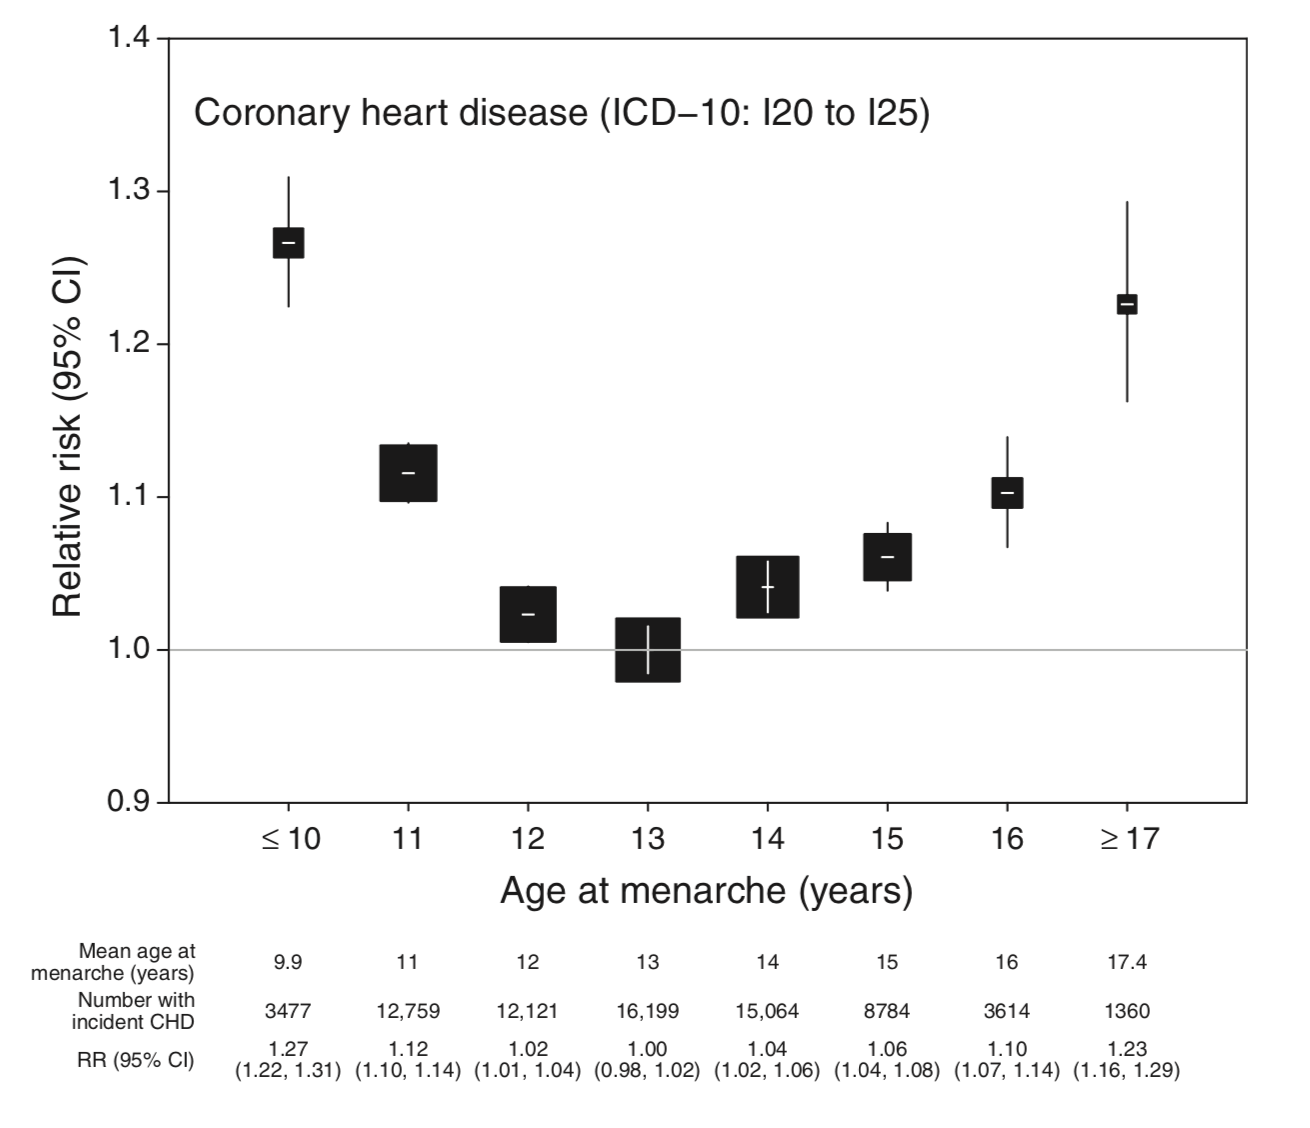 1.4
Coronary heart disease (ICD−10: I20 to I25)
1.3
1.2
1.1
1.0
0.9
Relative risk (95% CI)
≤ 10 11 12 13 14 15 16 ≥ 17
Age at menarche (years)
Mean age at
menarche (years)
9.9 11 12 13 14 15 16 17.4
Number with
incident CHD
3477 12,759 12,121 16,199 15,064 8784 3614 1360
RR (95% CI)
1.27 1.12 1.02 1.00 1.04 1.06 1.10 1.23
(1.22, 1.31) (1.10, 1.14) (1.01, 1.04) (0.98, 1.02) (1.02, 1.06) (1.04, 1.08) (1.07, 1.14) (1.16, 1.29)